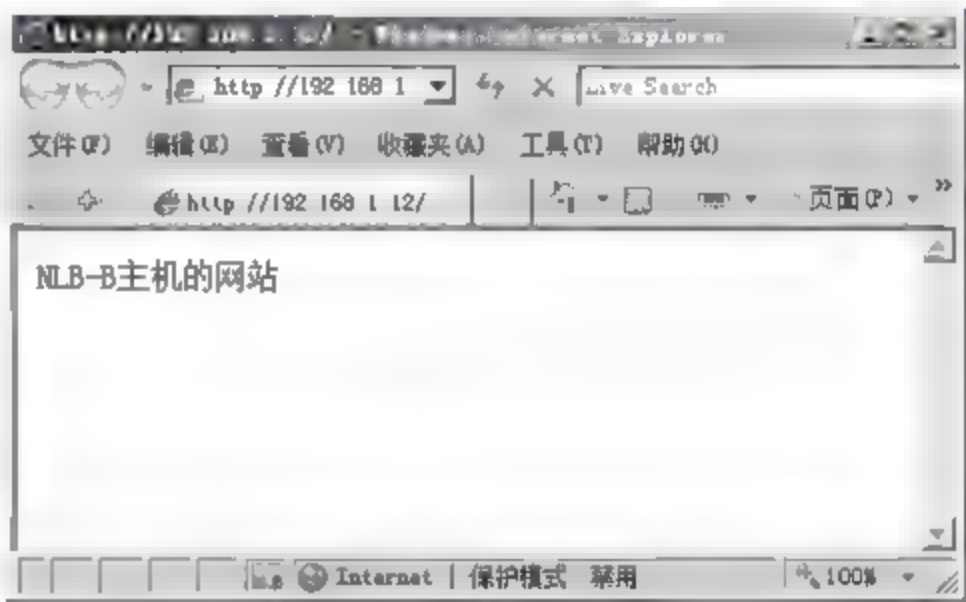 http //192 168 1
Live Search
文件(F) 编辑(E) 查看(V) 收藏夹(A) 工具(T) 帮助(H)
http //192 168 1 12/ 页面(P) »
NLB-B主机的网站
Internet | 保护模式 禁用 100%